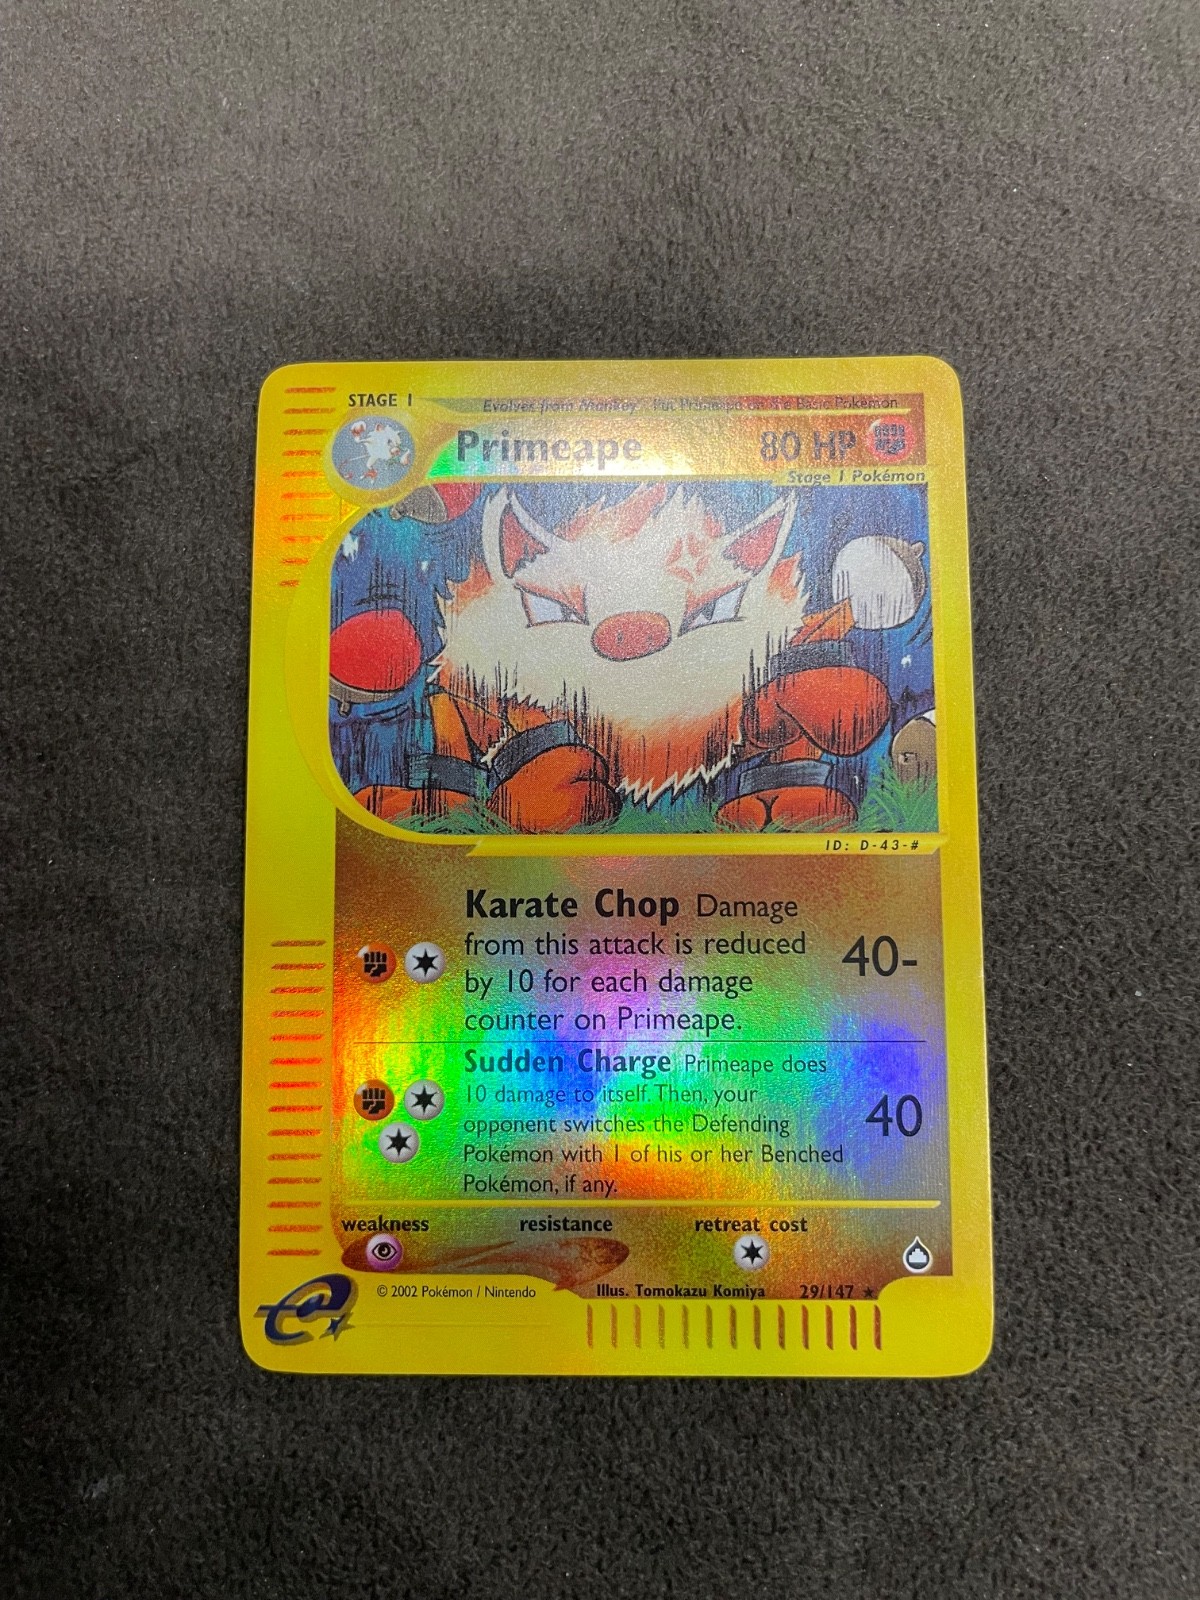 STAGE 1
Evolves from Mankey Put Primeape on the Basic Pokémon
Primeape 80 HP
Stage 1 Pokémon
ID: D-43-#
Karate Chop Damage
from this attack is reduced
by 10 for each damage
counter on Primeape.
40-
Sudden Charge Primeape does
10 damage to itself. Then, your
opponent switches the Defending
Pokémon with 1 of his or her Benched
Pokémon, if any.
40
weakness resistance retreat cost
© 2002 Pokémon / Nintendo
Illus. Tomokazu Komiya 29/147 ★
e